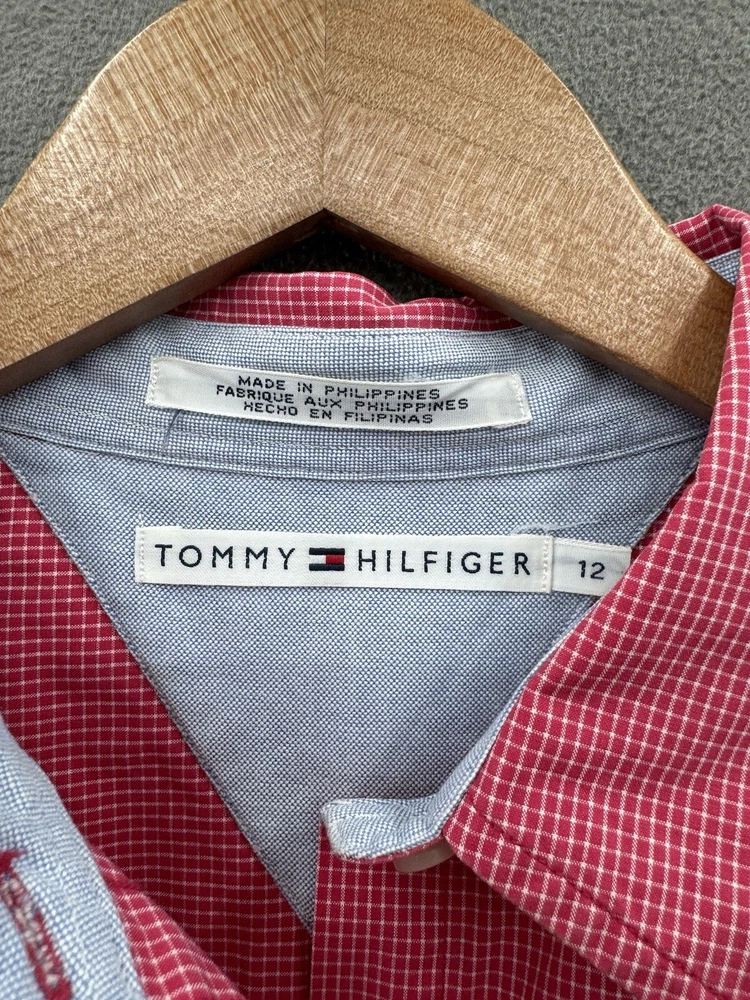 MADE IN PHILIPPINES
FABRIQUE AUX PHILIPPINES
HECHO EN FILIPINAS
TOMMY HILFIGER 12